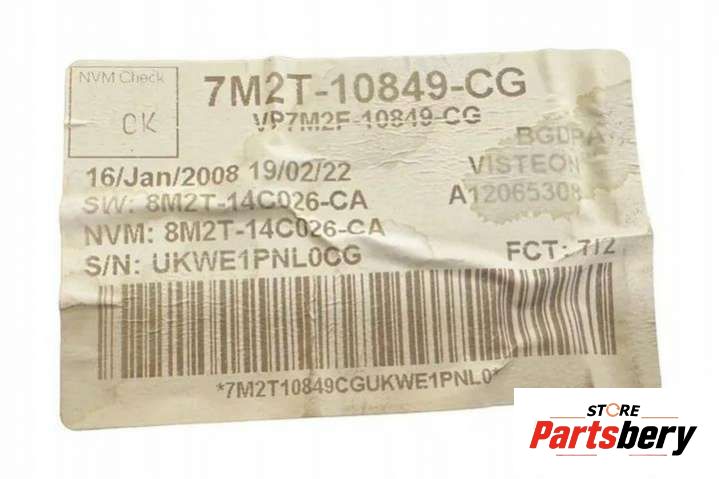 NVM Check
OK
7M2T-10849-CG
VP7M2F-10849-CG
16/Jan/2008 19/02/22
VISTEON
SW: 8M2T-14C026-CA
A12065308
NVM: 8M2T-14C026-CA
S/N: UKWE1PNL0CG
FCT: 7/2
*7M2T10849CGUKWE1PNL0*
STORE
Partsbery